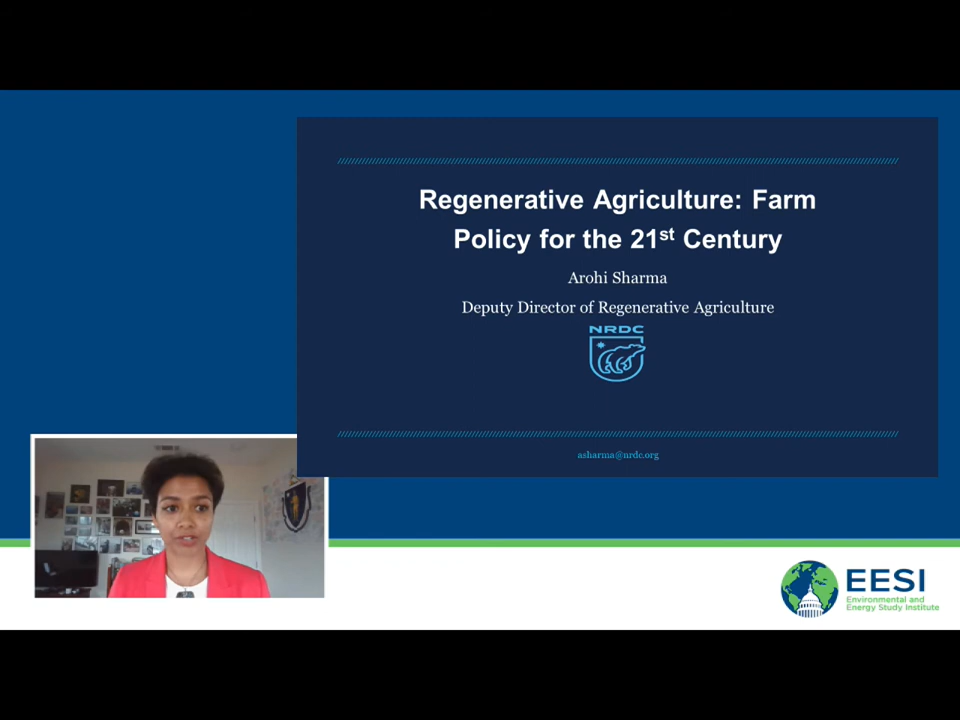 Regenerative Agriculture: Farm
Policy for the 21st Century
Arohi Sharma
Deputy Director of Regenerative Agriculture
NRDC
asharma@nrdc.org
EESI
Environmental and
Energy Study Institute